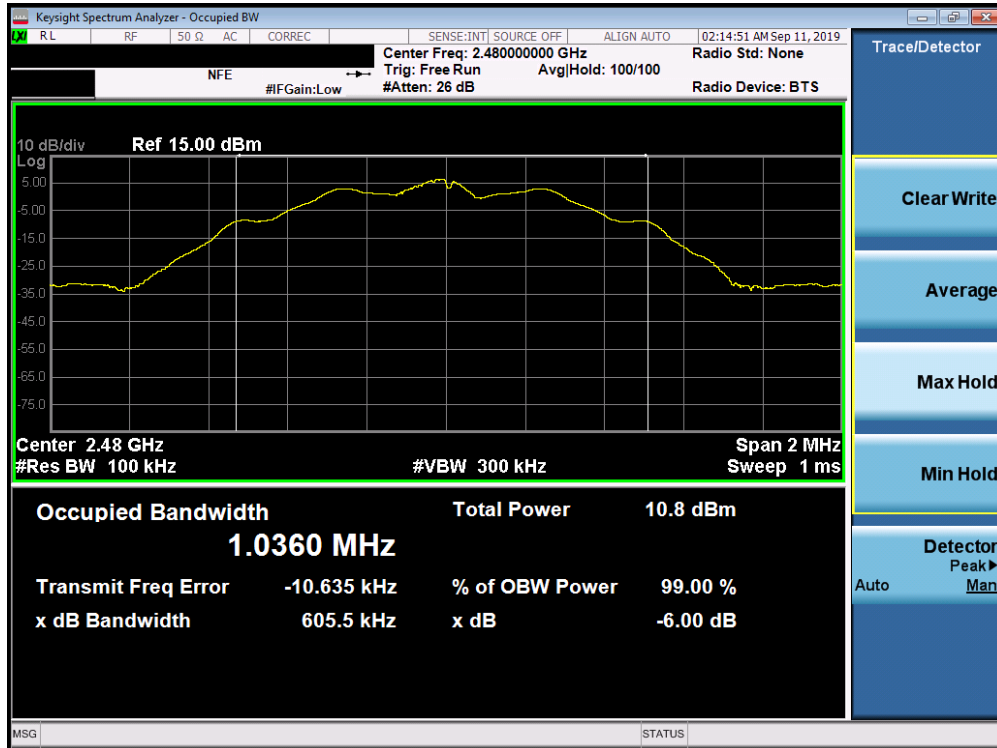 Keysight Spectrum Analyzer - Occupied BW
LXI RL RF 50 Ω AC CORREC SENSE:INT SOURCE OFF ALIGN AUTO 02:14:51 AM Sep 11, 2019
Center Freq: 2.480000000 GHz Radio Std: None
NFE Trig: Free Run Avg|Hold: 100/100
#IFGain:Low #Atten: 26 dB Radio Device: BTS
Trace/Detector
10 dB/div Ref 15.00 dBm
Log
5.00
-5.00
-15.0
-25.0
-35.0
-45.0
-55.0
-65.0
-75.0
Center 2.48 GHz Span 2 MHz
#Res BW 100 kHz #VBW 300 kHz Sweep 1 ms
Occupied Bandwidth Total Power 10.8 dBm
1.0360 MHz
Transmit Freq Error -10.635 kHz % of OBW Power 99.00 %
x dB Bandwidth 605.5 kHz x dB -6.00 dB
Clear Write
Average
Max Hold
Min Hold
Detector
Peak▶
Auto Man
MSG STATUS